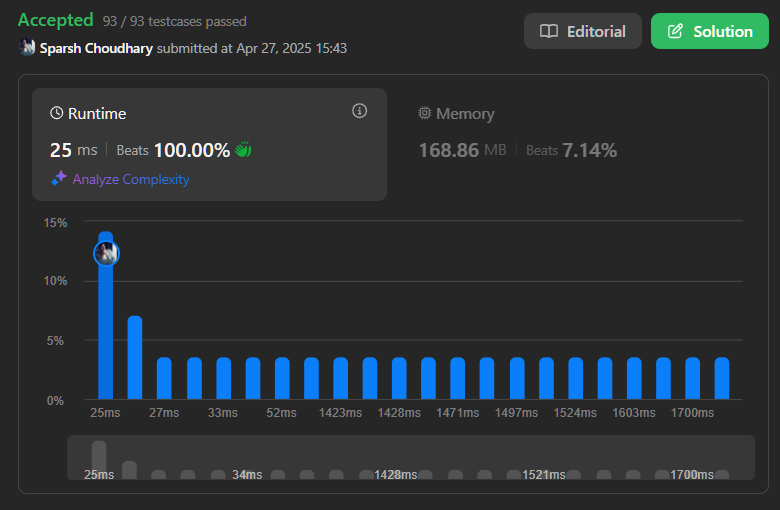 Accepted 93 / 93 testcases passed
Sparsh Choudhary submitted at Apr 27, 2025 15:43
Editorial
Solution
Runtime
25 ms Beats 100.00%
Analyze Complexity
Memory
168.86 MB Beats 7.14%
15%
10%
5%
0%
25ms 27ms 33ms 52ms 1423ms 1428ms 1471ms 1497ms 1524ms 1603ms 1700ms
25ms 34ms 1428ms 1521ms 1700ms